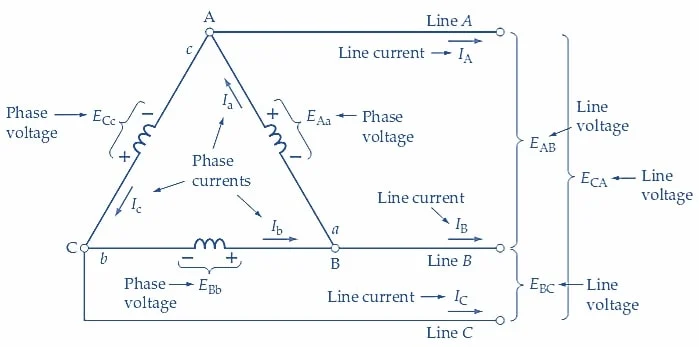 A
Line A
c
Line current
I_A
Phase
voltage
E_Cc
−
+
I_a
+
−
E_Aa
Phase
voltage
Line
voltage
E_AB
Phase
currents
E_CA
Line
voltage
I_c
Line current
I_b
a
I_B
C
b
−
+
B
Line B
Phase
voltage
E_Bb
Line current
I_C
E_BC
Line
voltage
Line C